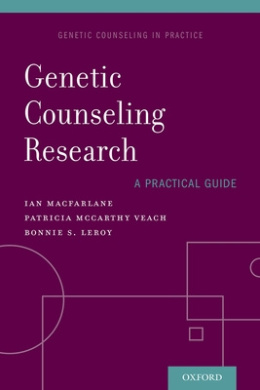 GENETIC COUNSELING IN PRACTICE
Genetic
Counseling
Research
A PRACTICAL GUIDE
IAN MACFARLANE
PATRICIA MCCARTHY VEACH
BONNIE S. LEROY
OXFORD